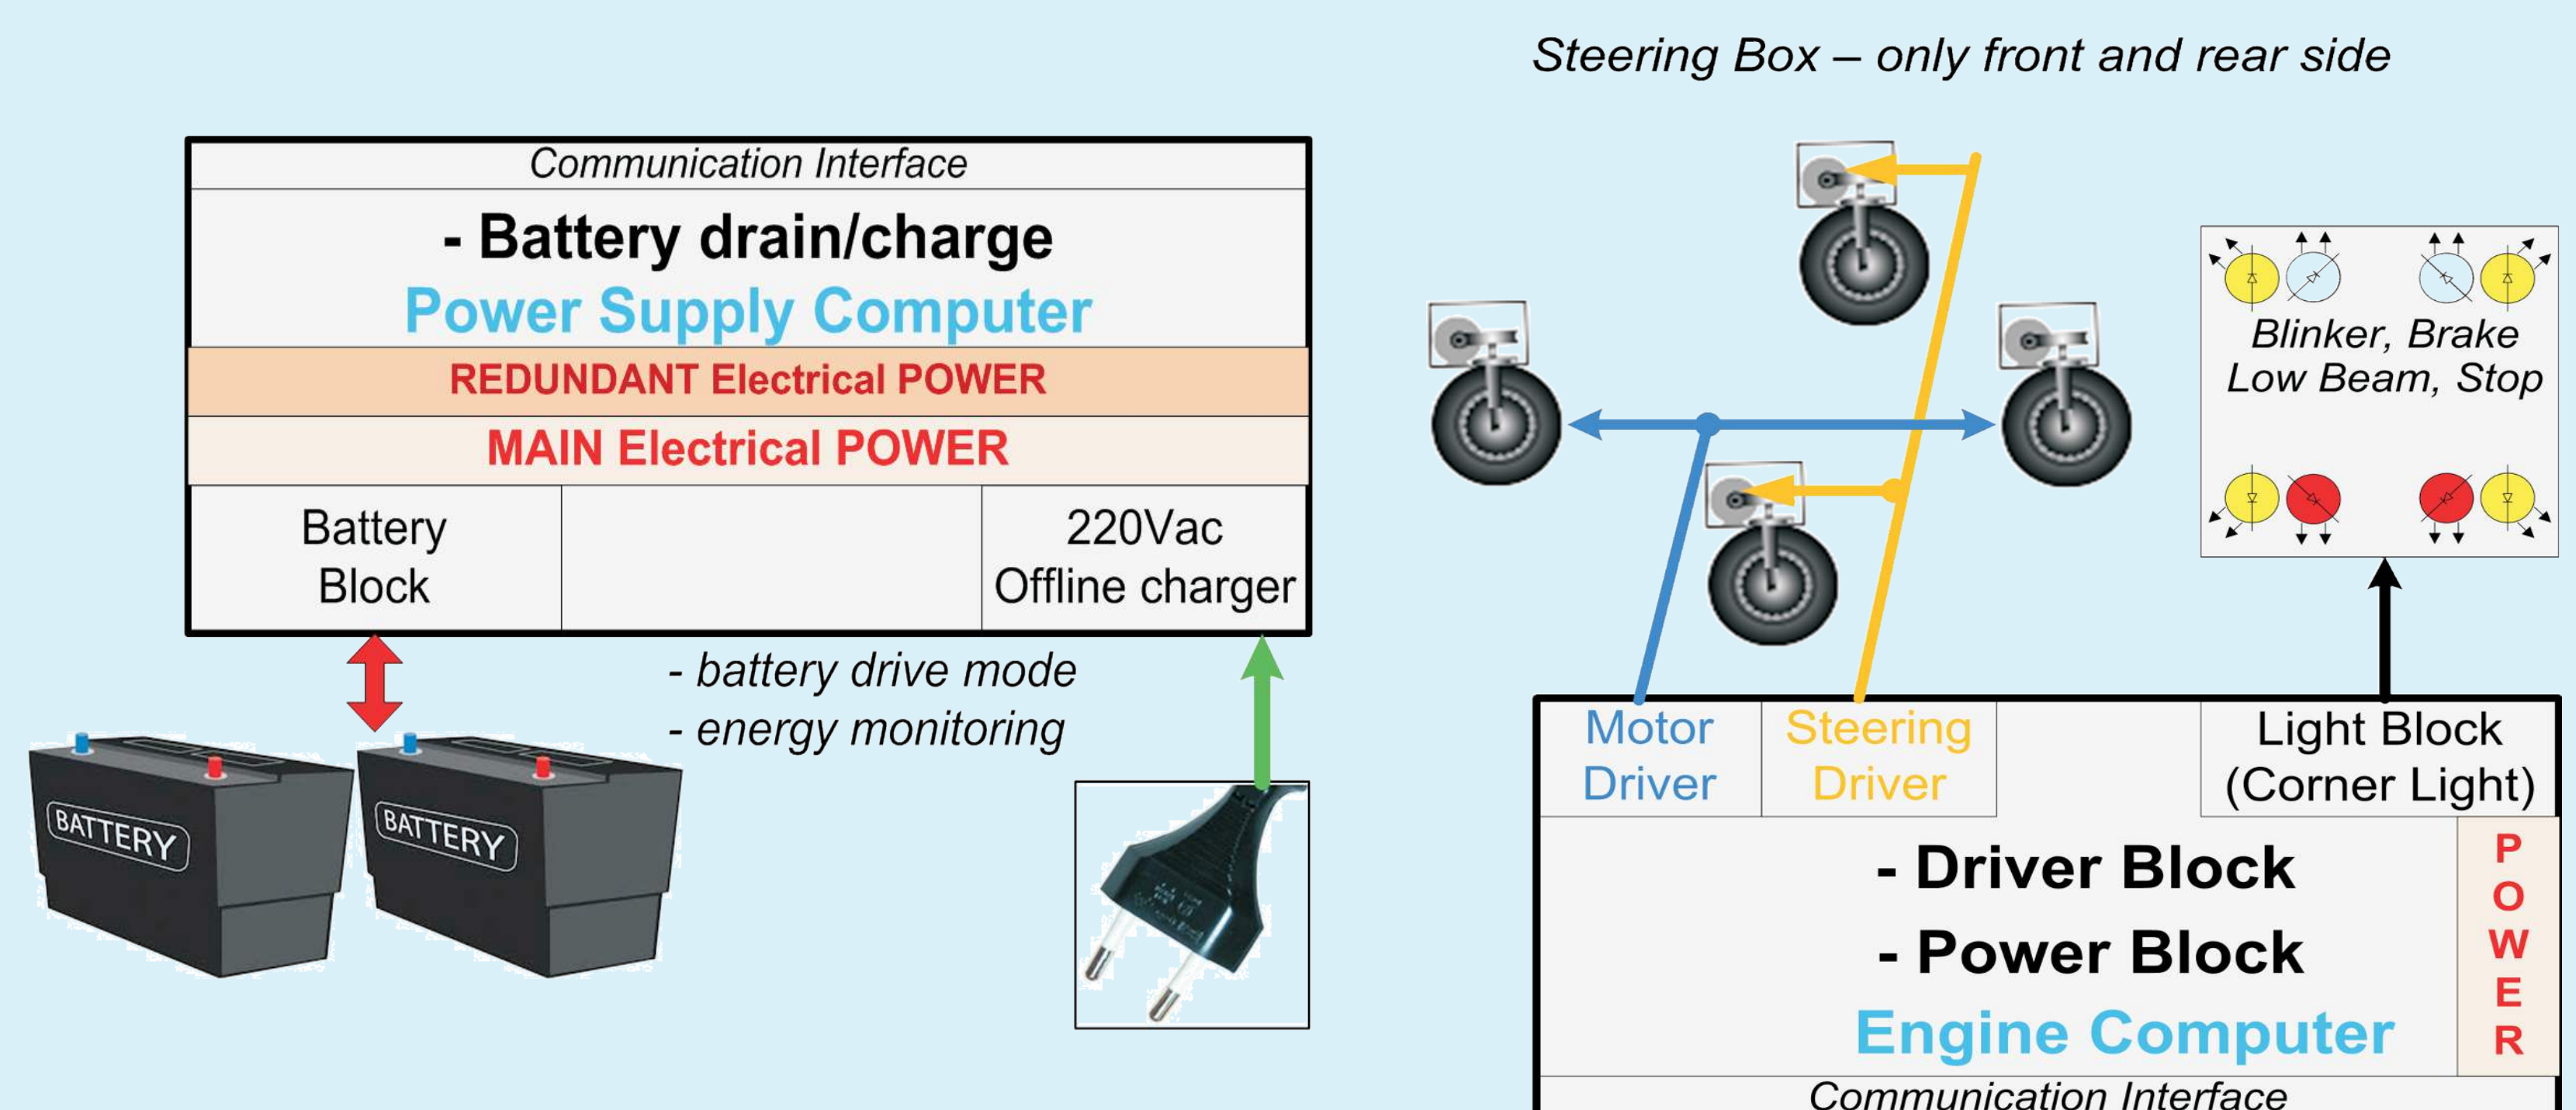 Steering Box – only front and rear side
Communication Interface
- Battery drain/charge
Power Supply Computer
REDUNDANT Electrical POWER
MAIN Electrical POWER
Battery
Block
220Vac
Offline charger
- battery drive mode
- energy monitoring
BATTERY
BATTERY
Blinker, Brake
Low Beam, Stop
Motor
Driver
Steering
Driver
Light Block
(Corner Light)
- Driver Block
- Power Block
Engine Computer
P
O
W
E
R
Communication Interface